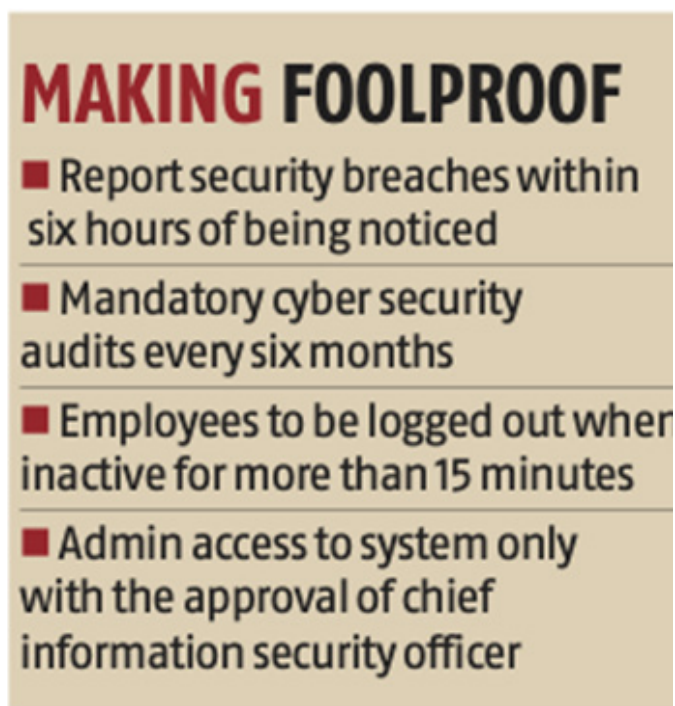 MAKING FOOLPROOF
■ Report security breaches within
six hours of being noticed
■ Mandatory cyber security
audits every six months
■ Employees to be logged out when
inactive for more than 15 minutes
■ Admin access to system only
with the approval of chief
information security officer